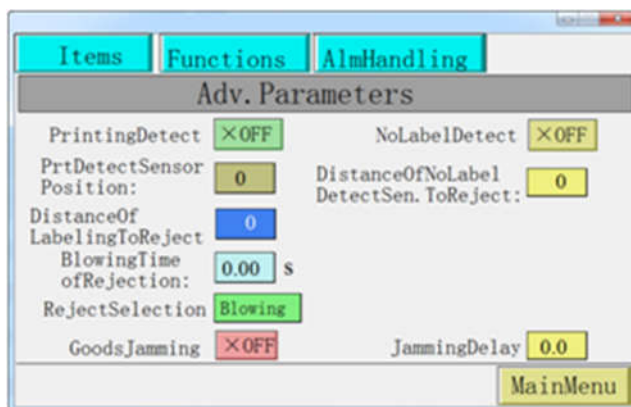 Items Functions AlmHandling
Adv.Parameters
PrintingDetect ×OFF NoLabelDetect ×OFF
PrtDetectSensor
Position: 0
DistanceOfNoLabel
DetectSen.ToReject: 0
DistanceOf
LabelingToReject 0
BlowingTime
ofRejection: 0.00 s
RejectSelection Blowing
GoodsJamming ×OFF JammingDelay 0.0
MainMenu